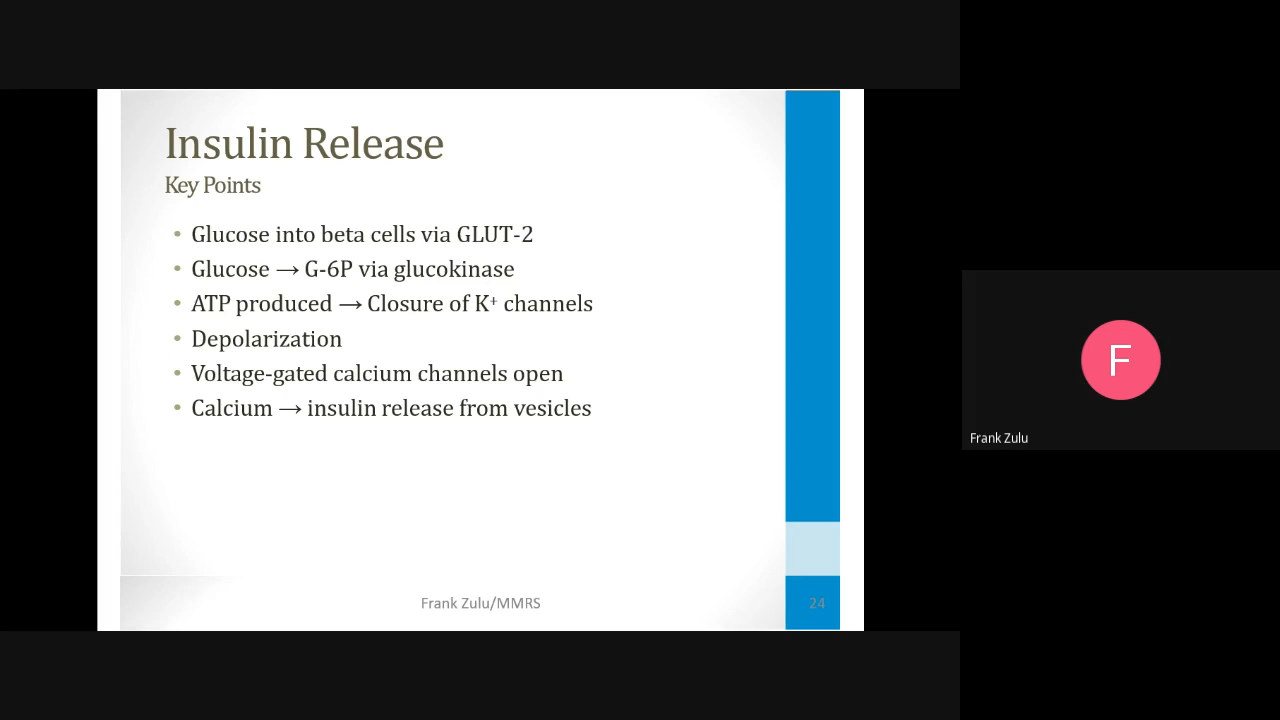 Insulin Release
Key Points
• Glucose into beta cells via GLUT-2
• Glucose → G-6P via glucokinase
• ATP produced → Closure of K⁺ channels
• Depolarization
• Voltage-gated calcium channels open
• Calcium → insulin release from vesicles
Frank Zulu/MMRS
24
F
Frank Zulu